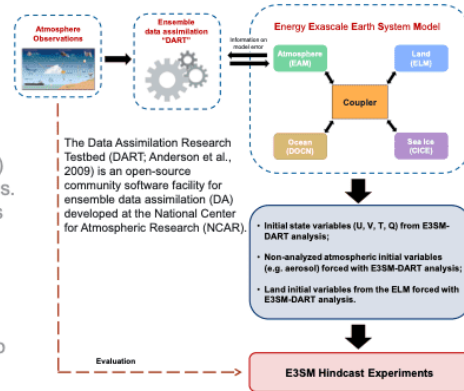 Atmosphere
Observations
Ensemble
data assimilation
"DART"
Information on
model error
Energy Exascale Earth System Model
Atmosphere
(EAM)
Land
(ELM)
Coupler
Ocean
(DOCN)
Sea Ice
(CICE)
The Data Assimilation Research
Testbed (DART; Anderson et al.,
2009) is an open-source
community software facility for
ensemble data assimilation (DA)
developed at the National Center
for Atmospheric Research (NCAR).
• Initial state variables (U, V, T, Q) from E3SM-
DART analysis;
• Non-analyzed atmospheric initial variables
(e.g. aerosol) forced with E3SM-DART analysis;
• Land initial variables from the ELM forced with
E3SM-DART analysis.
Evaluation
E3SM Hindcast Experiments